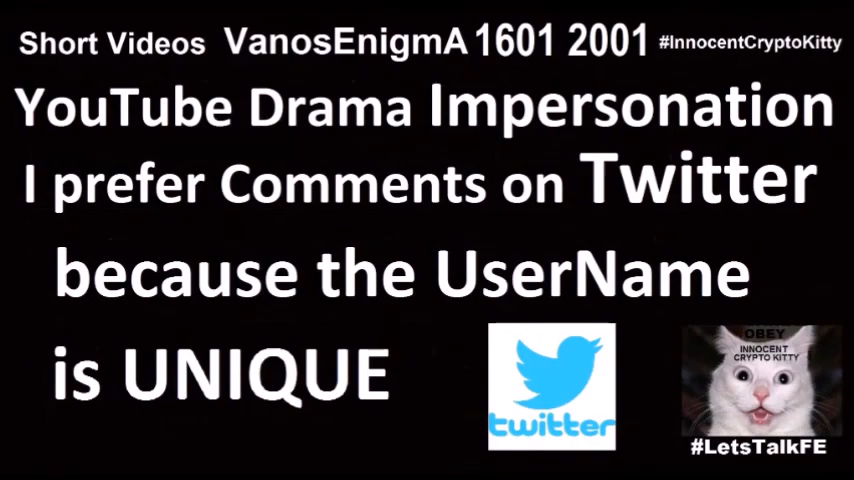 Short Videos VanosEnigmA 1601 2001 #InnocentCryptoKitty
YouTube Drama Impersonation
I prefer Comments on Twitter
because the UserName
is UNIQUE
twitter
OBEY
INNOCENT
CRYPTO KITTY
#LetsTalkFE